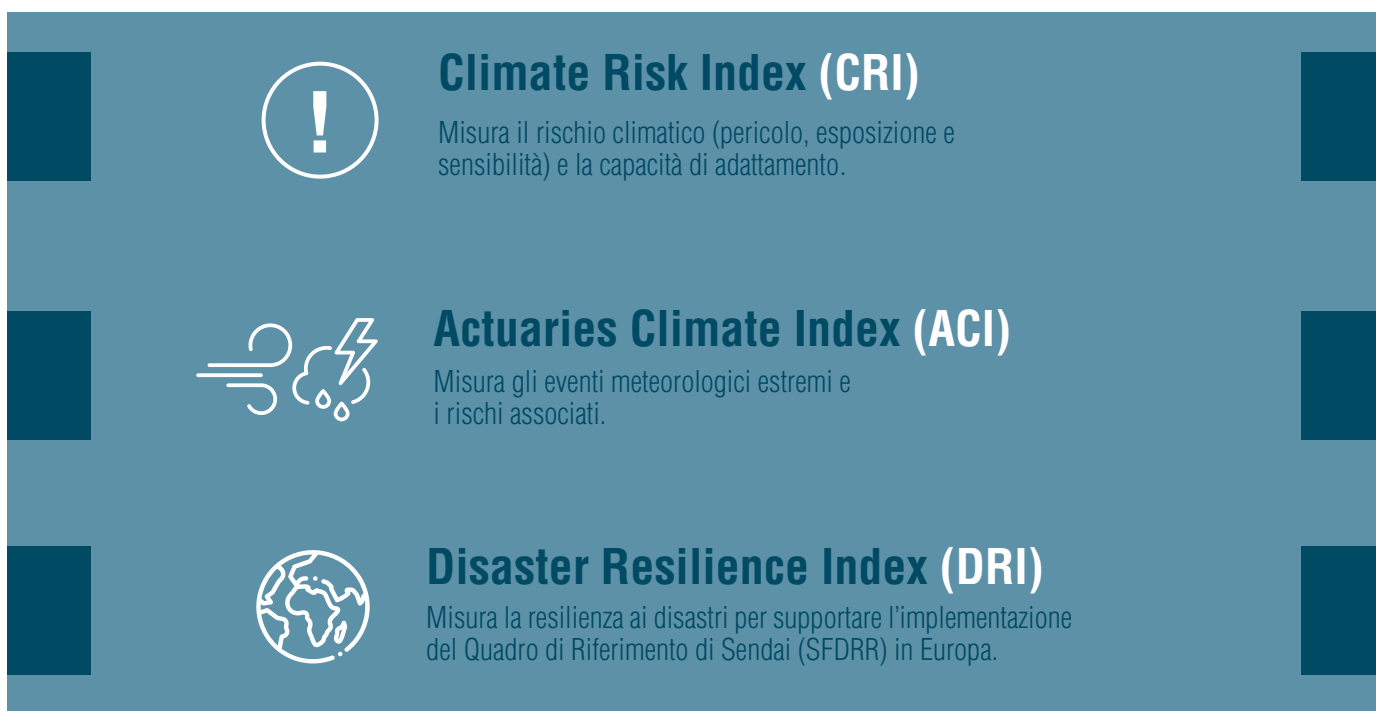 Climate Risk Index (CRI)
Misura il rischio climatico (pericolo, esposizione e
sensibilità) e la capacità di adattamento.
Actuaries Climate Index (ACI)
Misura gli eventi meteorologici estremi e
i rischi associati.
Disaster Resilience Index (DRI)
Misura la resilienza ai disastri per supportare l’implementazione
del Quadro di Riferimento di Sendai (SFDRR) in Europa.